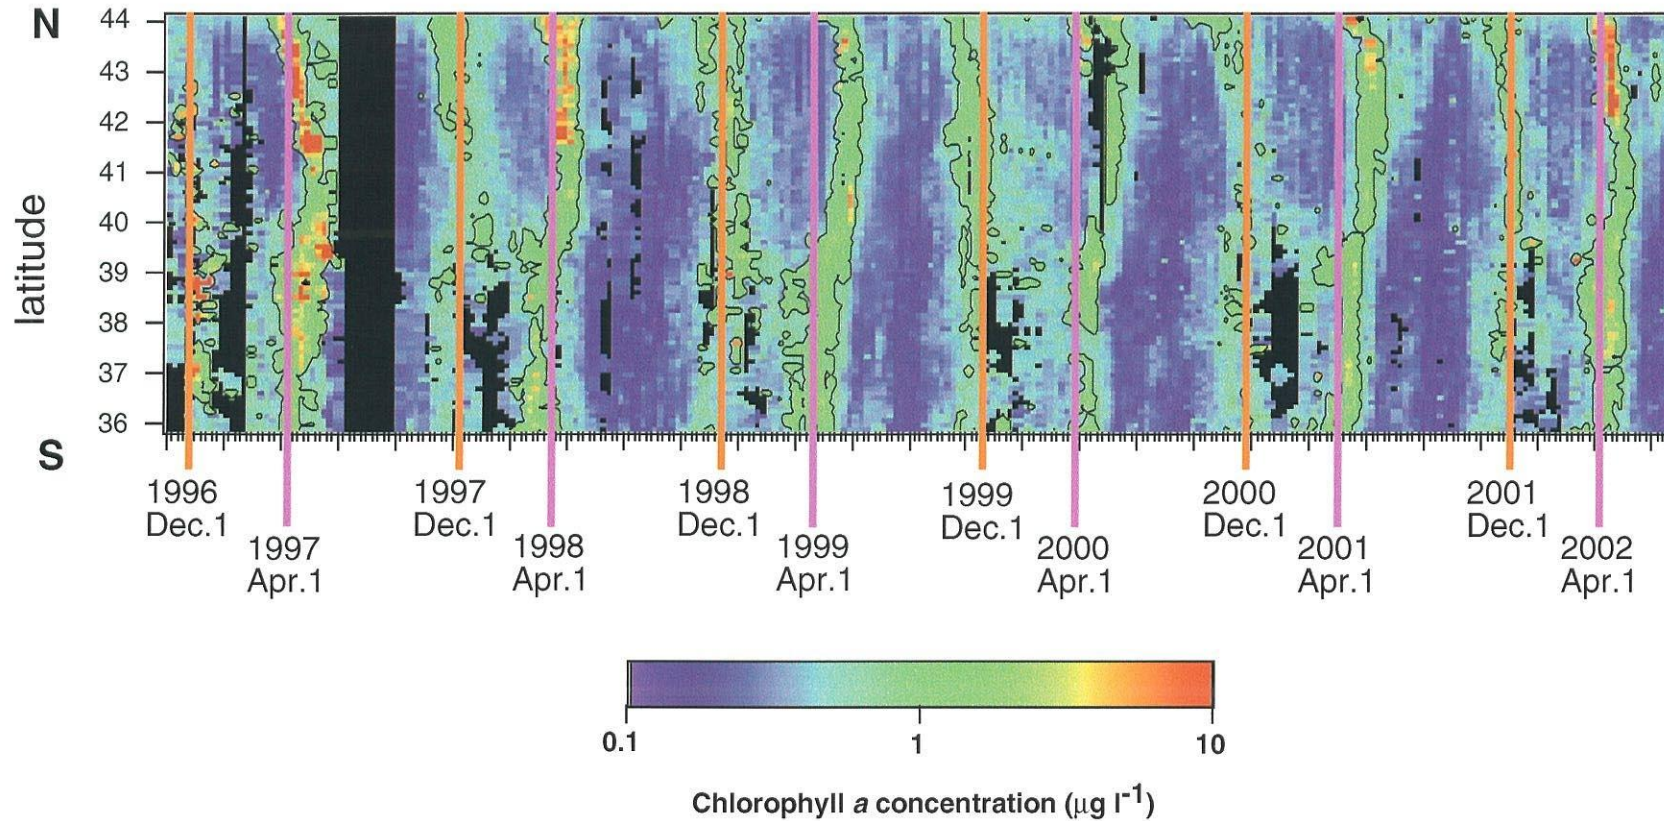 N
44
43
42
41
40
39
38
37
36
S
latitude
1996
Dec.1
1997
Apr.1
1997
Dec.1
1998
Apr.1
1998
Dec.1
1999
Apr.1
1999
Dec.1
2000
Apr.1
2000
Dec.1
2001
Apr.1
2001
Dec.1
2002
Apr.1
0.1 1 10
Chlorophyll a concentration (μg l⁻¹)